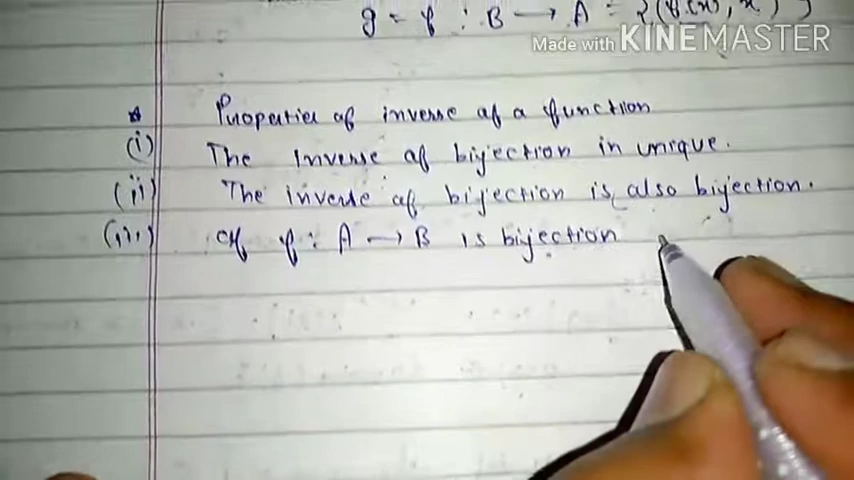 g = f : B → A = {(f(x), x) }
Made with KINEMASTER
Properties of inverse of a function
(i) The inverse of bijection in unique.
(ii) The inverse of bijection is also bijection.
(iii) If f : A → B is bijection